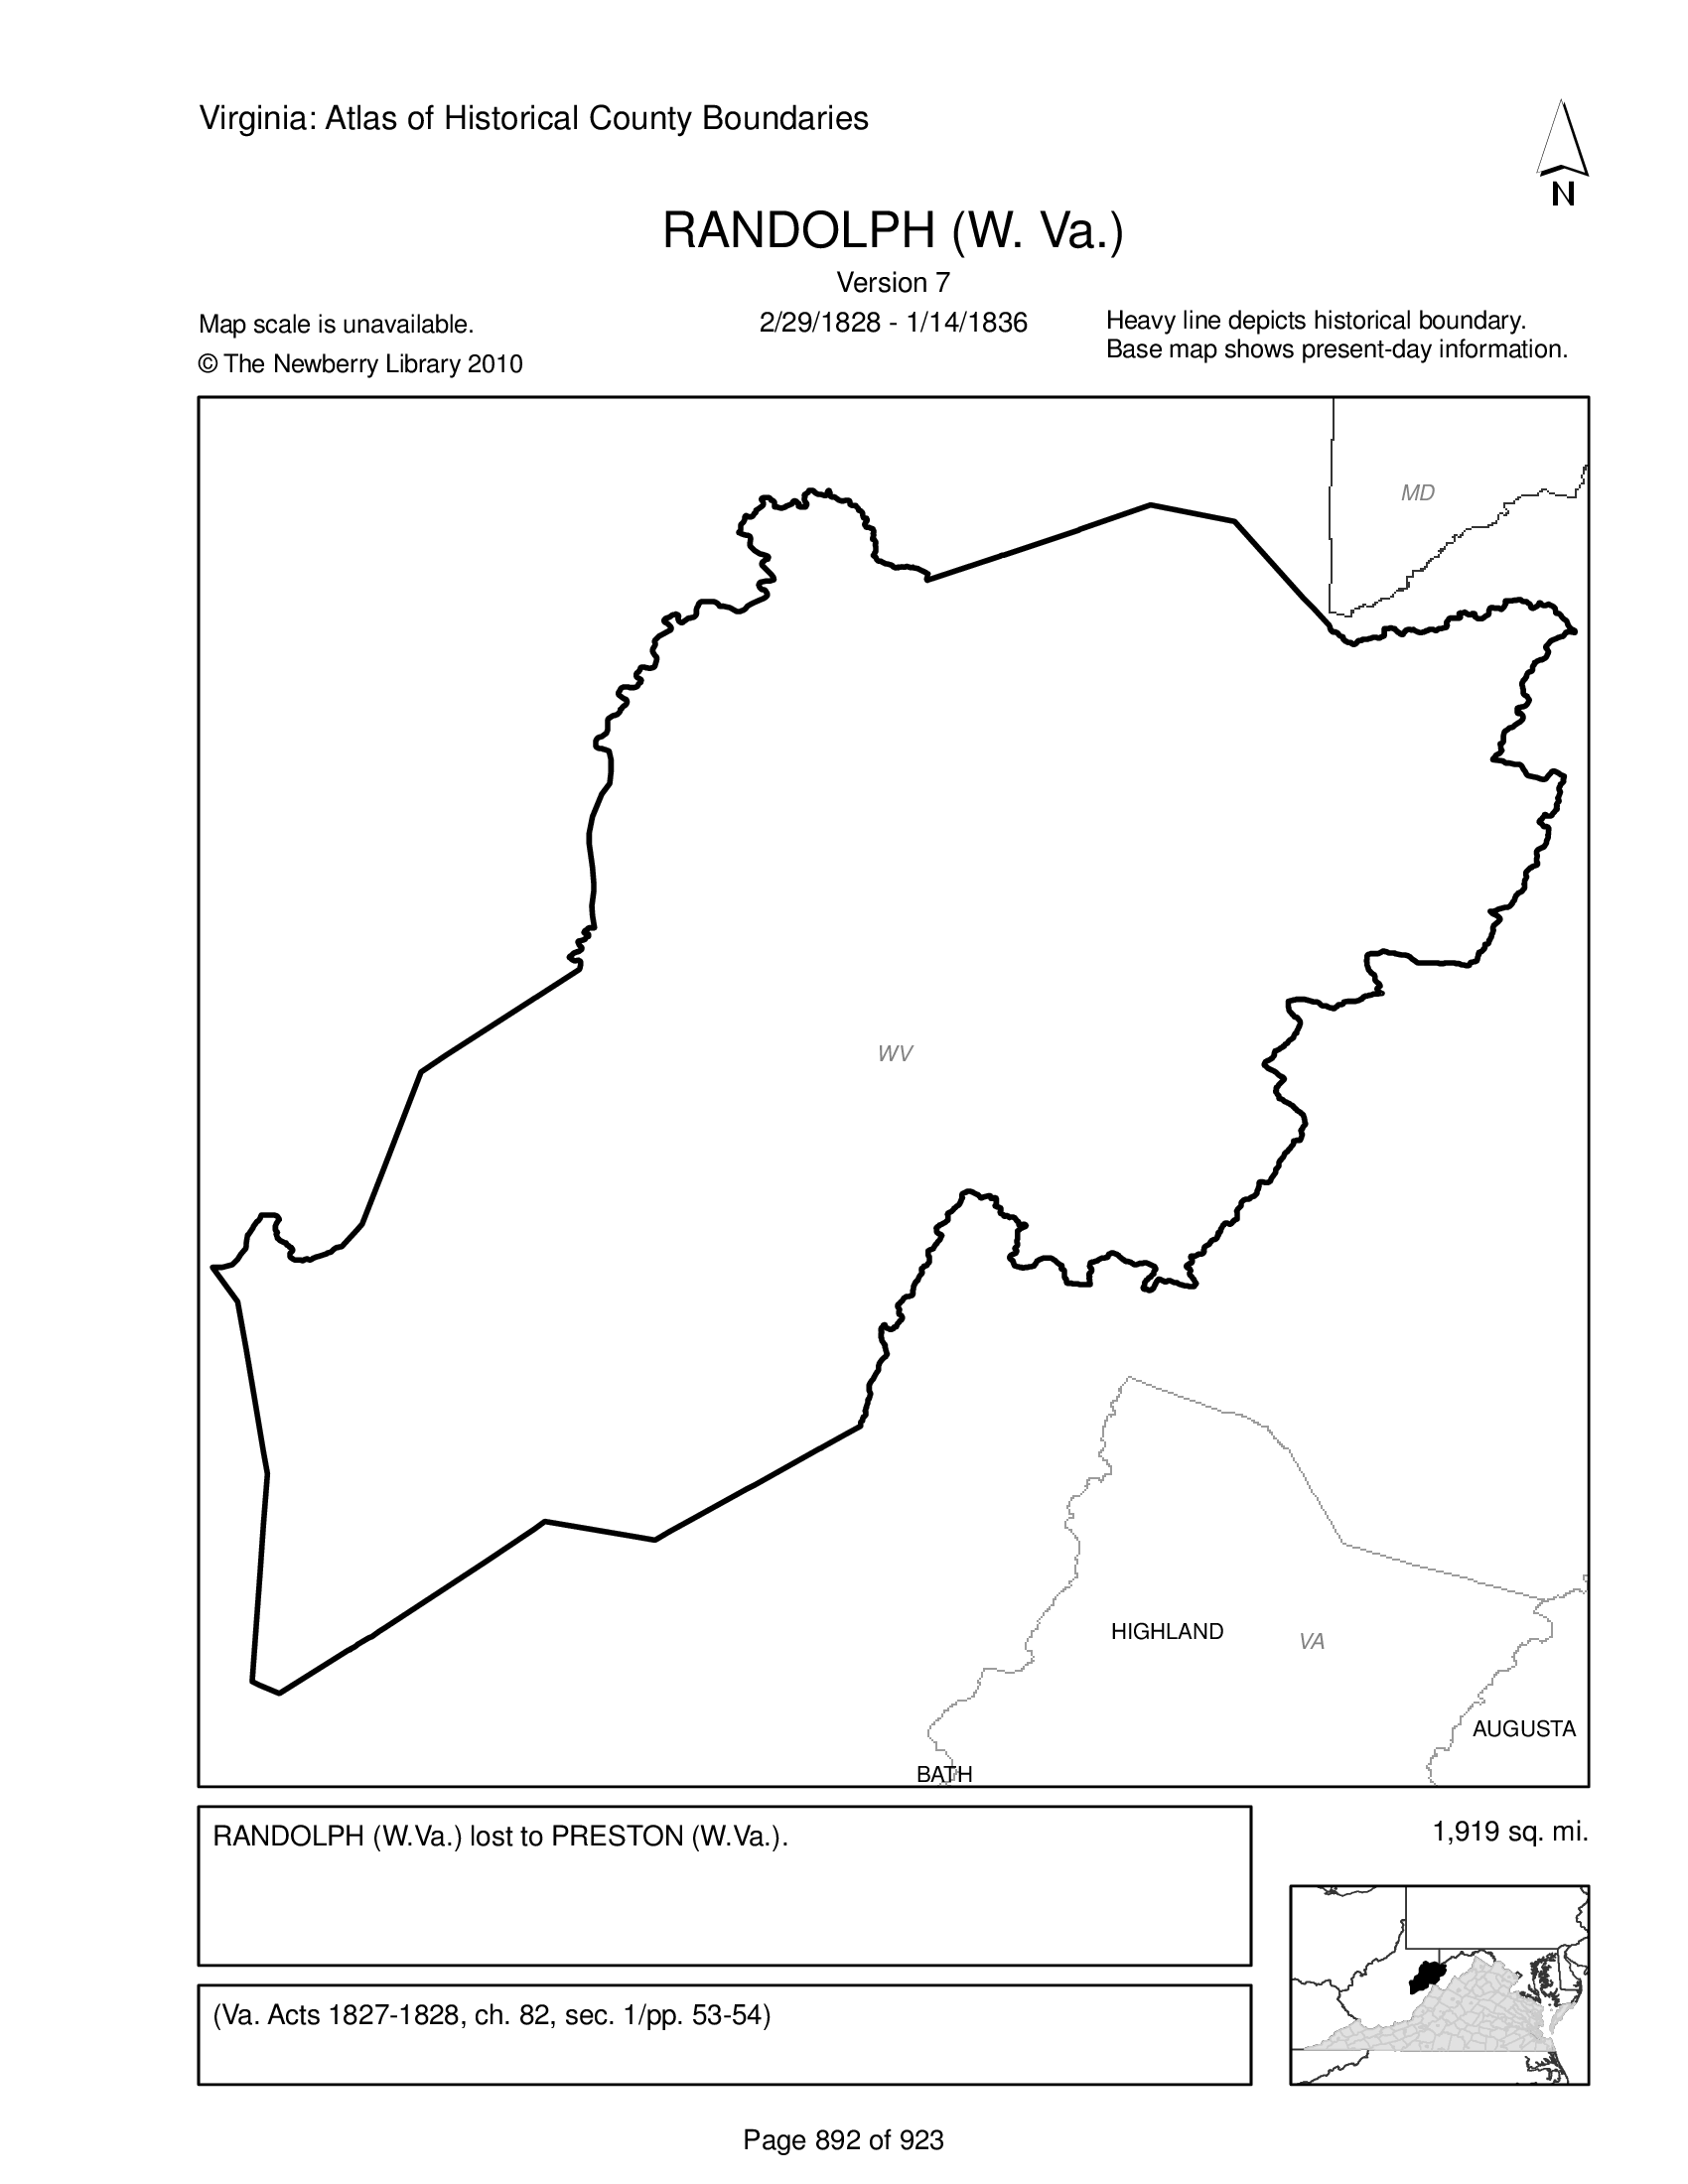 Virginia: Atlas of Historical County Boundaries
N
RANDOLPH (W. Va.)
Version 7
2/29/1828 - 1/14/1836
Map scale is unavailable.
© The Newberry Library 2010
Heavy line depicts historical boundary.
Base map shows present-day information.
MD
WV
HIGHLAND
VA
AUGUSTA
BATH
RANDOLPH (W.Va.) lost to PRESTON (W.Va.).
1,919 sq. mi.
(Va. Acts 1827-1828, ch. 82, sec. 1/pp. 53-54)
Page 892 of 923